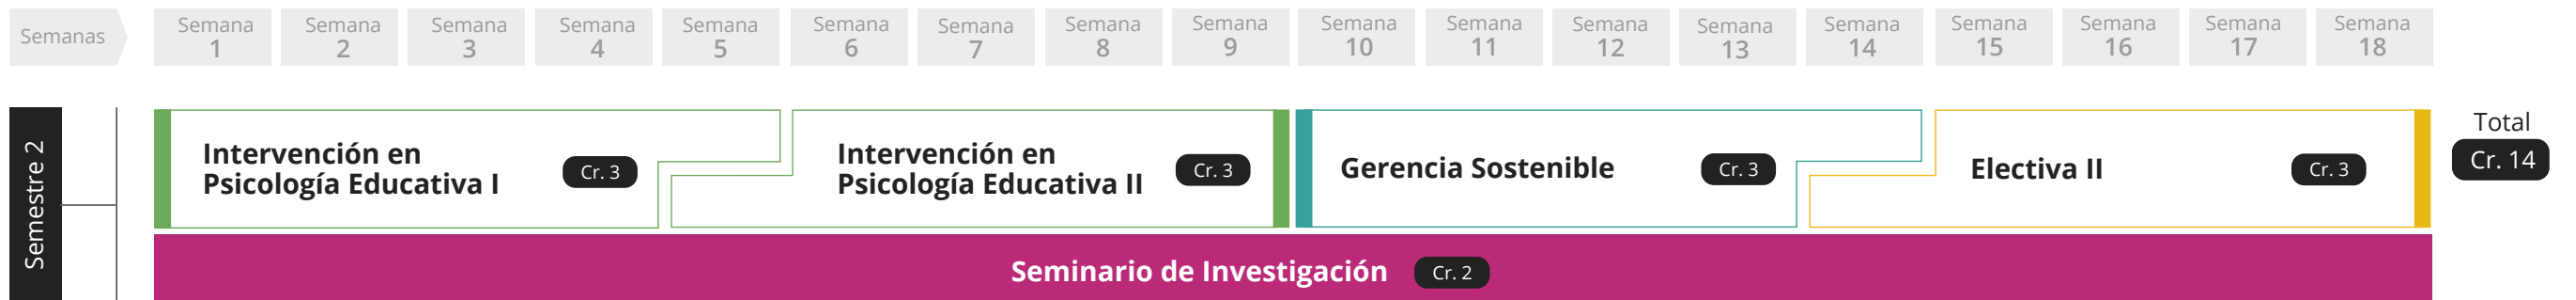 Semanas
Semana 1
Semana 2
Semana 3
Semana 4
Semana 5
Semana 6
Semana 7
Semana 8
Semana 9
Semana 10
Semana 11
Semana 12
Semana 13
Semana 14
Semana 15
Semana 16
Semana 17
Semana 18
Semestre 2
Intervención en
Psicología Educativa I
Cr. 3
Intervención en
Psicología Educativa II
Cr. 3
Gerencia Sostenible
Cr. 3
Electiva II
Cr. 3
Total
Cr. 14
Seminario de Investigación
Cr. 2